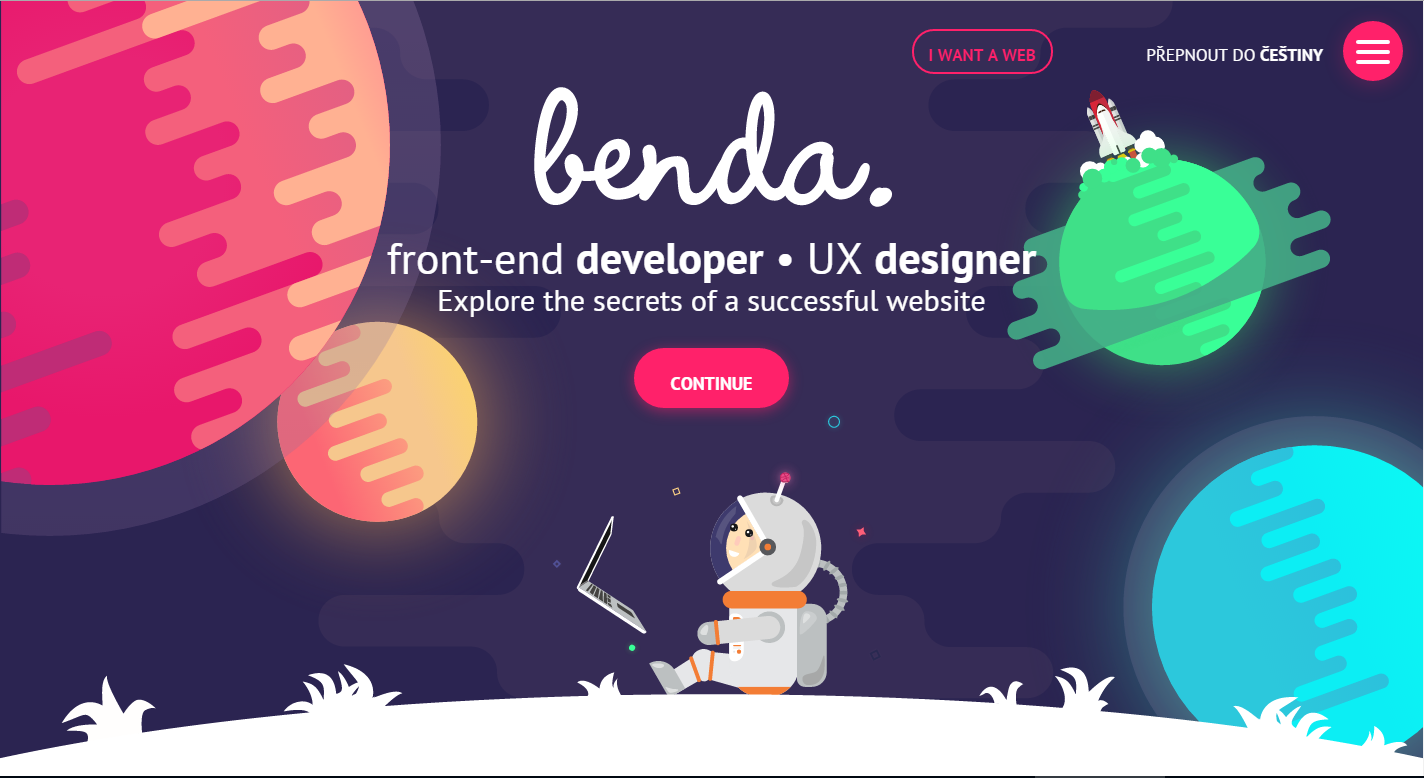 I WANT A WEB
PŘEPNOUT DO ČEŠTINY
benda.
front-end developer • UX designer
Explore the secrets of a successful website
CONTINUE